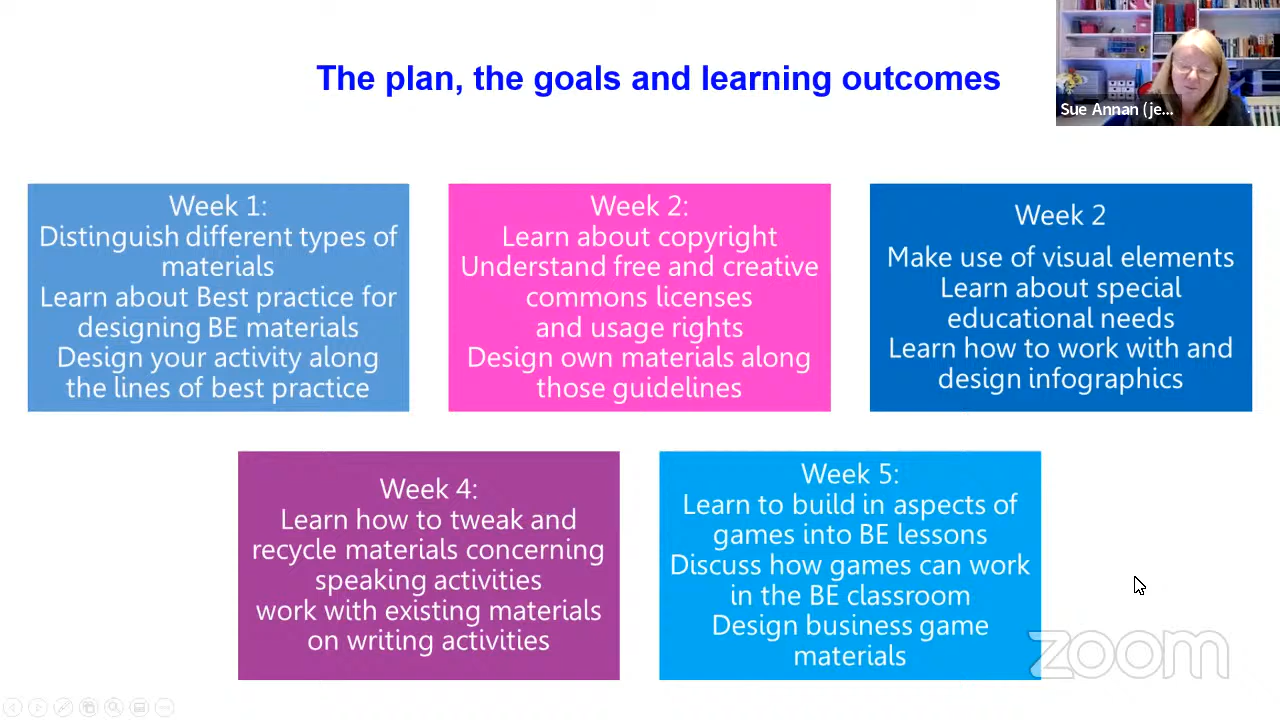 The plan, the goals and learning outcomes
Sue Annan (je...
Week 1:
Distinguish different types of
materials
Learn about Best practice for
designing BE materials
Design your activity along
the lines of best practice
Week 2:
Learn about copyright
Understand free and creative
commons licenses
and usage rights
Design own materials along
those guidelines
Week 2
Make use of visual elements
Learn about special
educational needs
Learn how to work with and
design infographics
Week 4:
Learn how to tweak and
recycle materials concerning
speaking activities
work with existing materials
on writing activities
Week 5:
Learn to build in aspects of
games into BE lessons
Discuss how games can work
in the BE classroom
Design business game
materials
zoom